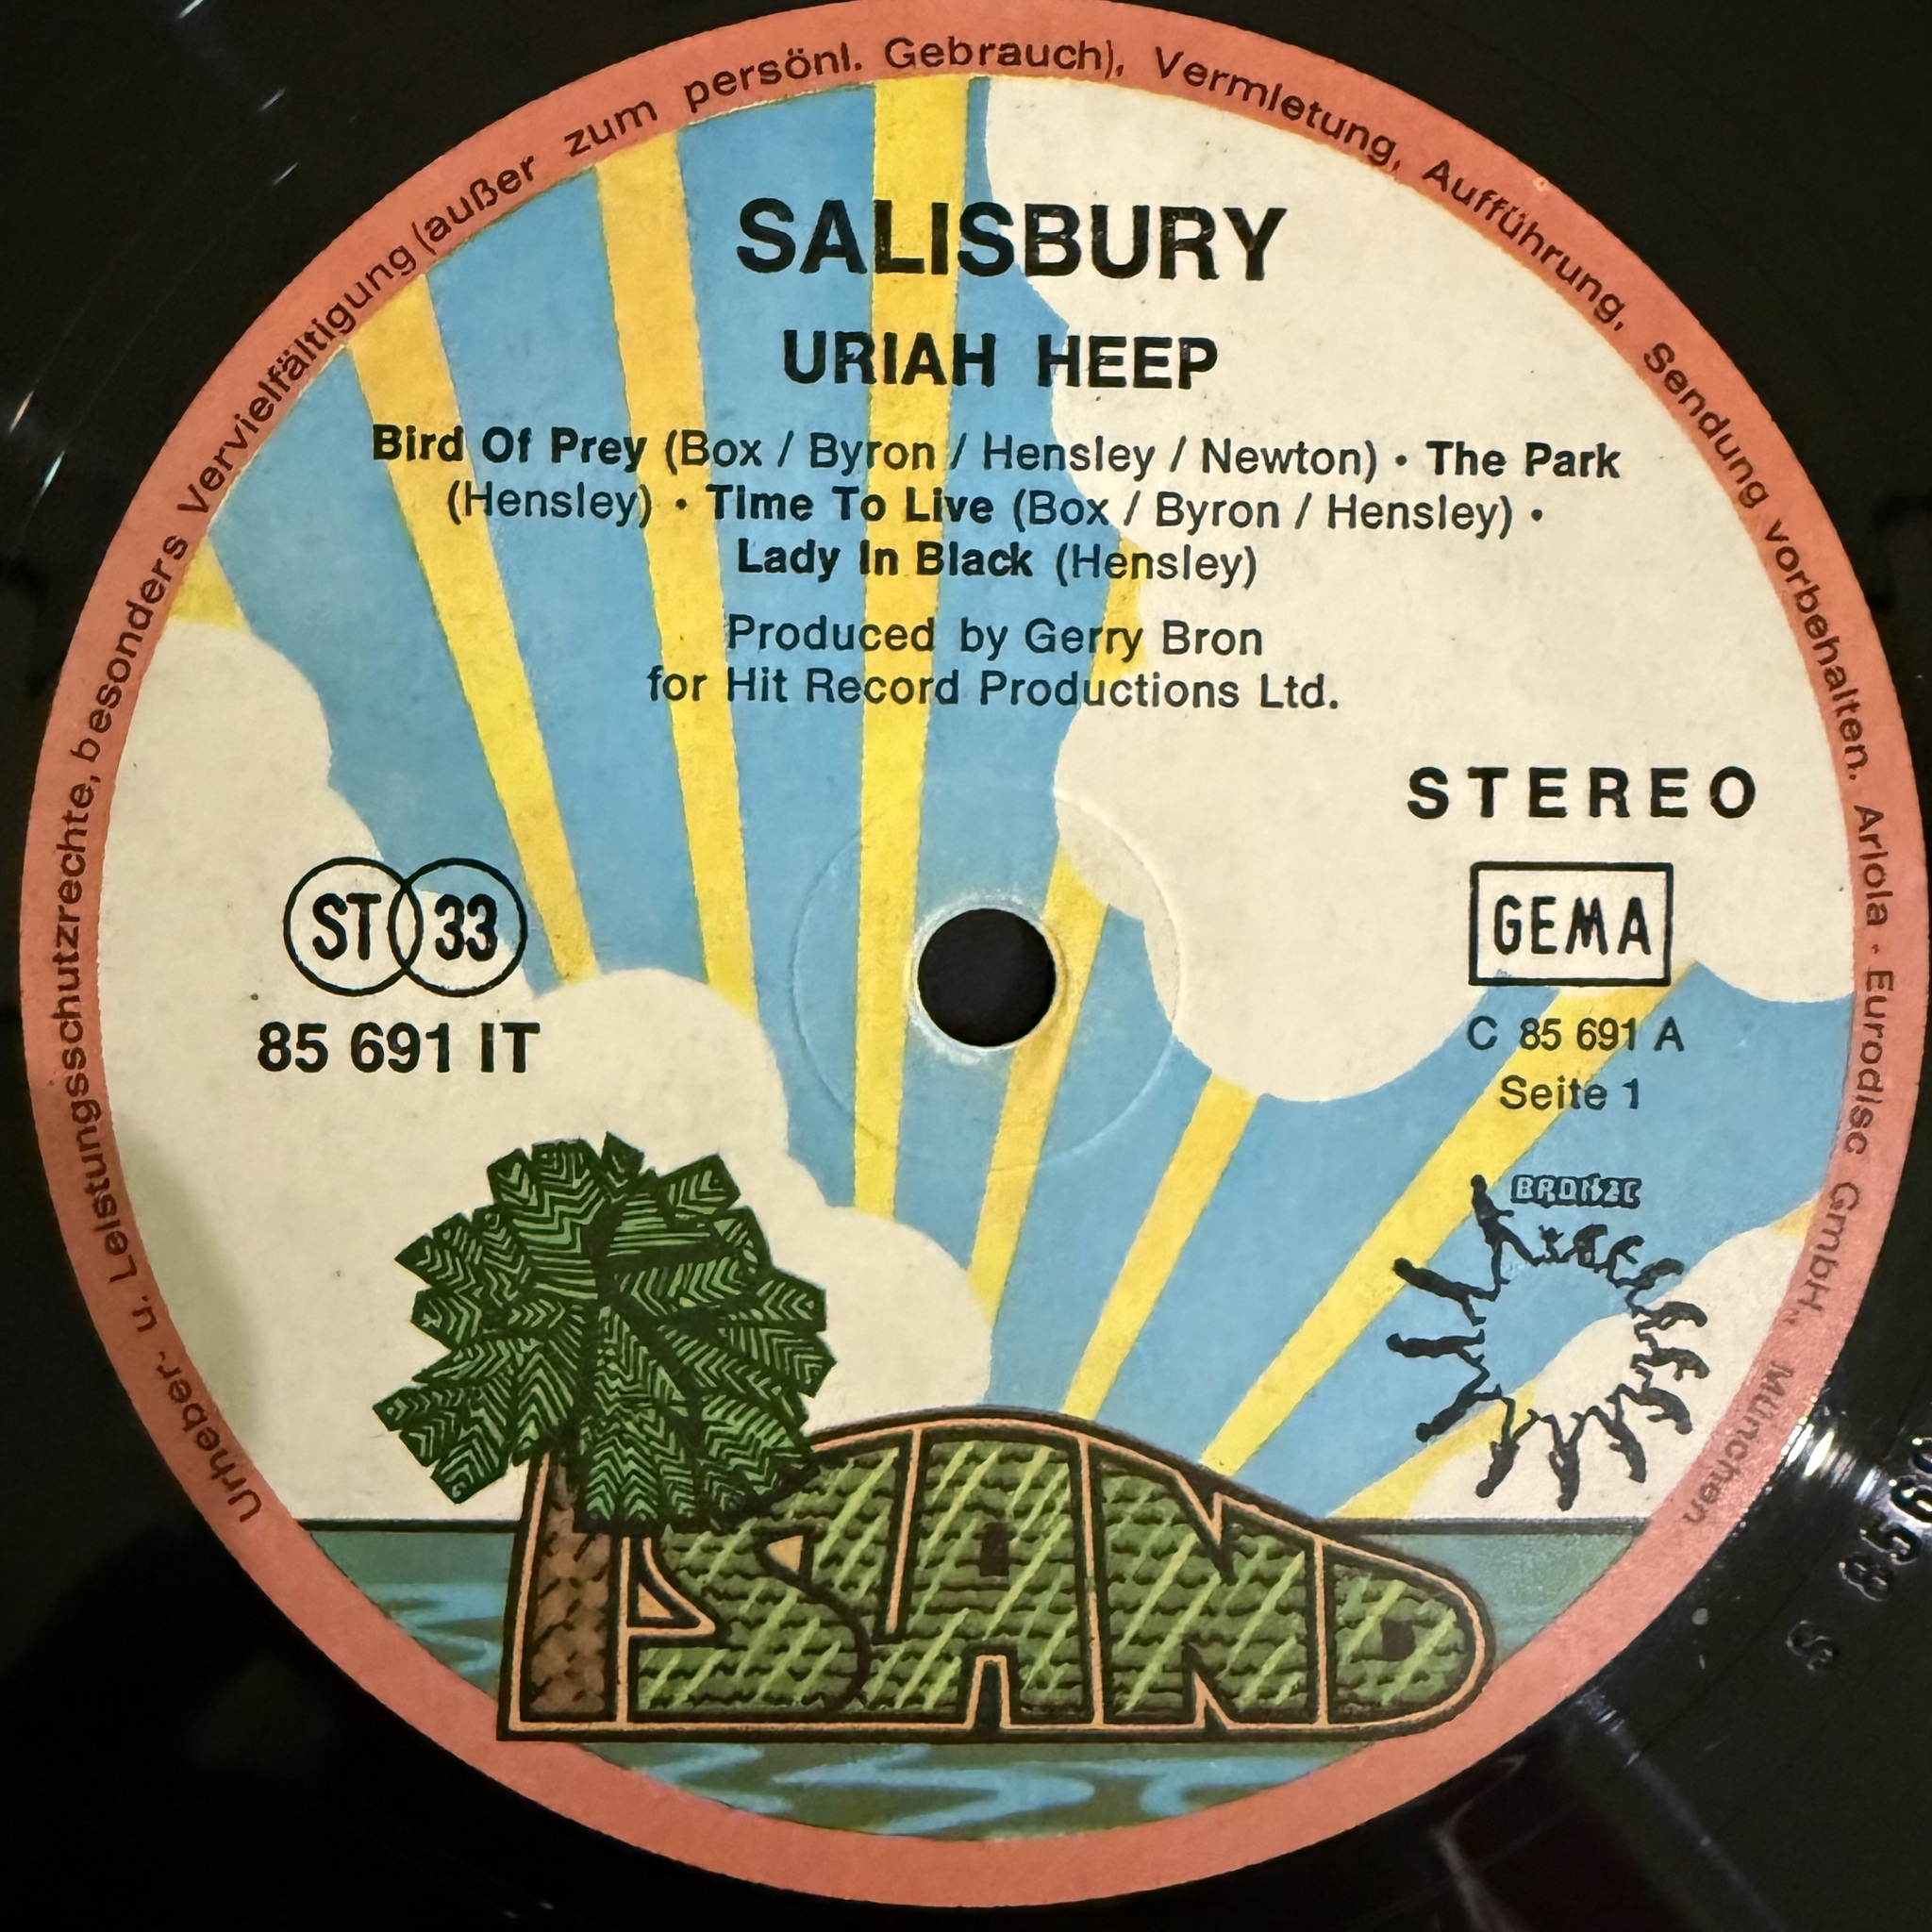 Urheber- u. Leistungsschutzrechte, besonders Vervielfältigung (außer zum persönl. Gebrauch), Vermietung, Aufführung, Sendung vorbehalten. Ariola - Eurodisc GmbH., München
SALISBURY
URIAH HEEP
Bird Of Prey (Box / Byron / Hensley / Newton) • The Park
(Hensley) • Time To Live (Box / Byron / Hensley) •
Lady In Black (Hensley)
Produced by Gerry Bron
for Hit Record Productions Ltd.
STEREO
ST 33
GEMA
85 691 IT
C 85 691 A
Seite 1
BRONZE
ISLAND